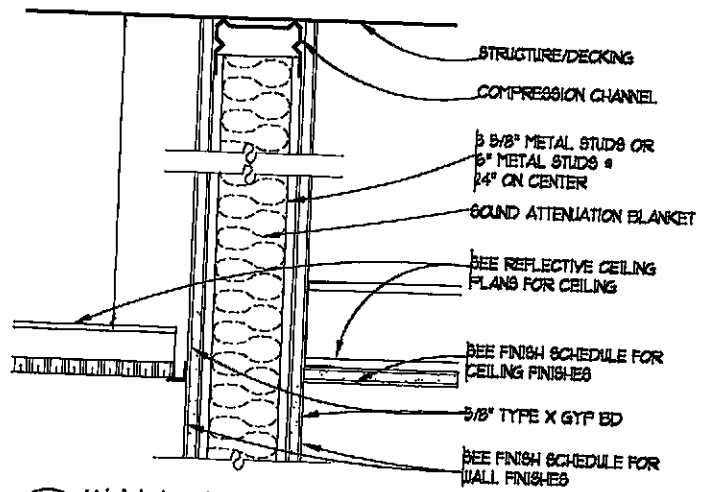 STRUCTURE/DECKING
COMPRESSION CHANNEL
3 5/8" METAL STUDS OR
6" METAL STUDS @
24" ON CENTER
SOUND ATTENUATION BLANKET
SEE REFLECTIVE CEILING
PLANS FOR CEILING
SEE FINISH SCHEDULE FOR
CEILING FINISHES
5/8" TYPE X GYP BD
SEE FINISH SCHEDULE FOR
WALL FINISHES